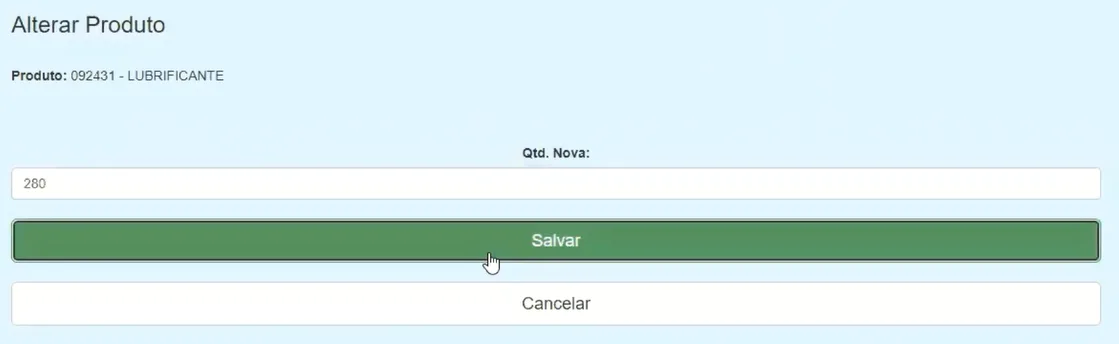 Alterar Produto
Produto: 092431 - LUBRIFICANTE
Qtd. Nova:
280
Salvar
Cancelar